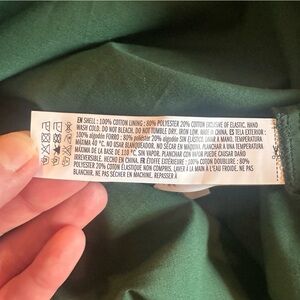 EN SHELL : 100% COTTON LINING : 80% POLYESTER 20% COTTON EXCLUSIVE OF ELASTIC, HAND
WASH COLD. DO NOT BLEACH. DO NOT TUMBLE DRY. IRON LOW. MADE IN CHINA. ES TELA EXTERIOR :
100% algodón FORRO : 80% poliéster 20% algodón SIN ELÁSTICO, LAVAR A MANO. TEMPERATURA
MÁXIMA 40 °C. NO USAR BLANQUEADOR. NO SECAR EN MÁQUINA. PLANCHAR A TEMPERATURA
MÁXIMA DE LA BASE DE 110 °C. SIN VAPOR. PLANCHAR CON VAPOR PUEDE CAUSAR DAÑO
IRREVERSIBLE. HECHO EN CHINA. FR ÉTOFFE EXTÉRIEURE : 100% COTON DOUBLURE : 80%
POLYESTER 20% COTON ÉLASTIQUE NON COMPRIS. LAVER À LA MAIN À L'EAU FROIDE. NE PAS
BLANCHIR. NE PAS SÉCHER EN MACHINE. REPASSER À